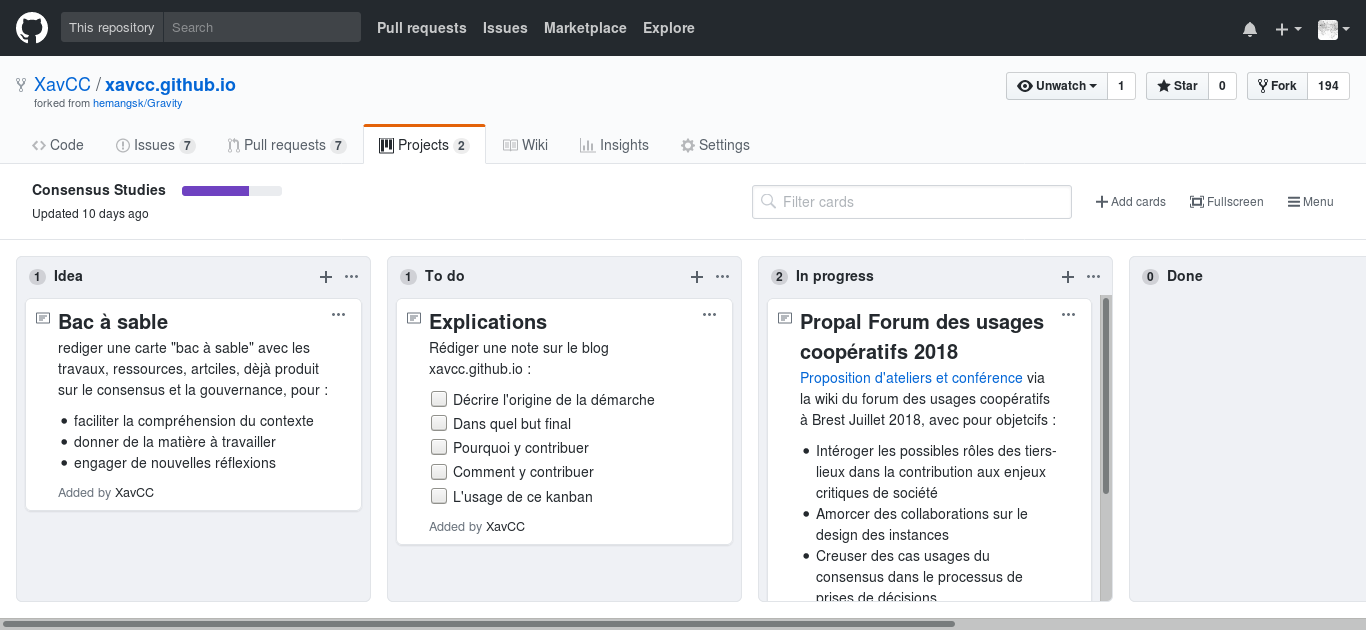 This repository Search Pull requests Issues Marketplace Explore
XavCC / xavcc.github.io
forked from hemangsk/Gravity
Unwatch 1 Star 0 Fork 194
Code Issues 7 Pull requests 7 Projects 2 Wiki Insights Settings
Consensus Studies
Updated 10 days ago
Filter cards Add cards Fullscreen Menu
1 Idea
Bac à sable
rediger une carte "bac à sable" avec les
travaux, ressources, artciles, dèjà produit
sur le consensus et la gouvernance, pour :
• faciliter la compréhension du contexte
• donner de la matière à travailler
• engager de nouvelles réflexions
Added by XavCC
1 To do
Explications
Rédiger une note sur le blog
xavcc.github.io :
Décrire l'origine de la démarche
Dans quel but final
Pourquoi y contribuer
Comment y contribuer
L'usage de ce kanban
Added by XavCC
2 In progress
Propal Forum des usages
coopératifs 2018
Proposition d'ateliers et conférence via
la wiki du forum des usages coopératifs
à Brest Juillet 2018, avec pour objetcifs :
• Intéroger les possibles rôles des tiers-
lieux dans la contribution aux enjeux
critiques de société
• Amorcer des collaborations sur le
design des instances
• Creuser des cas usages du
consensus dans le processus de
prises de décisions
0 Done